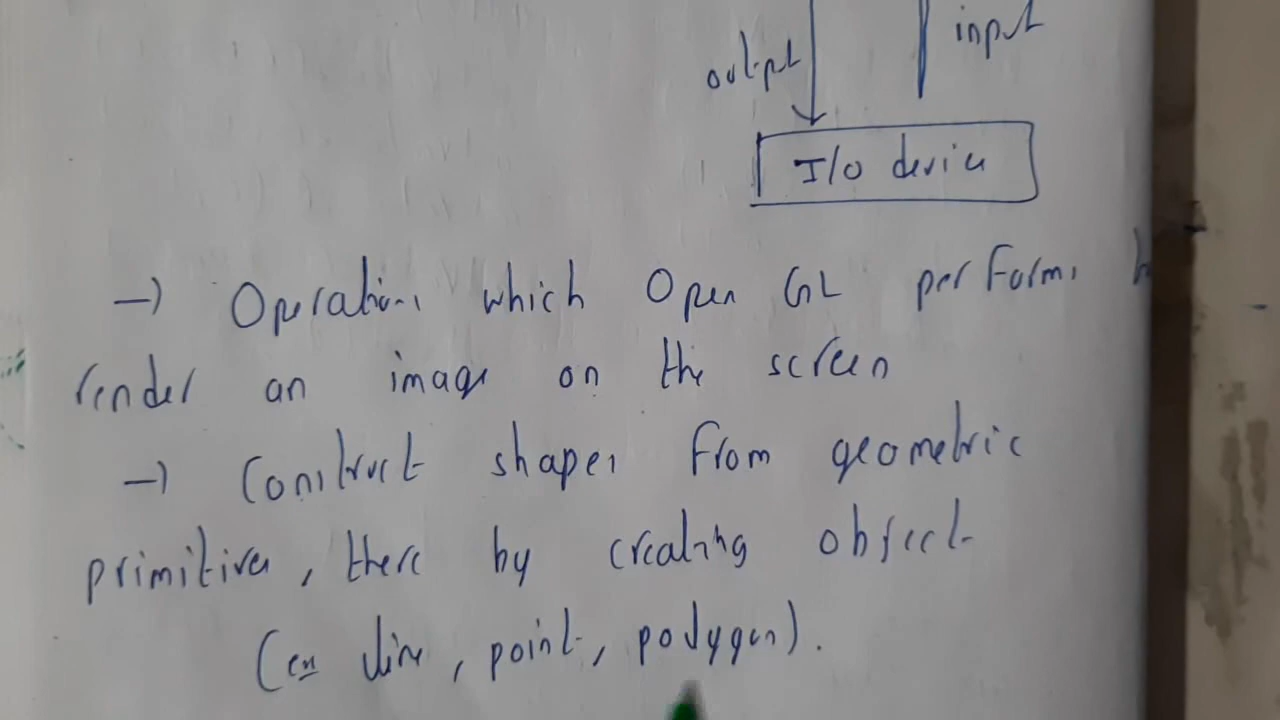 output input
I/O device
→ Operations which Open GL performs
render an image on the screen
→ Construct shapes from geometric
primitives, there by creating object
(ex line, point, polygon).